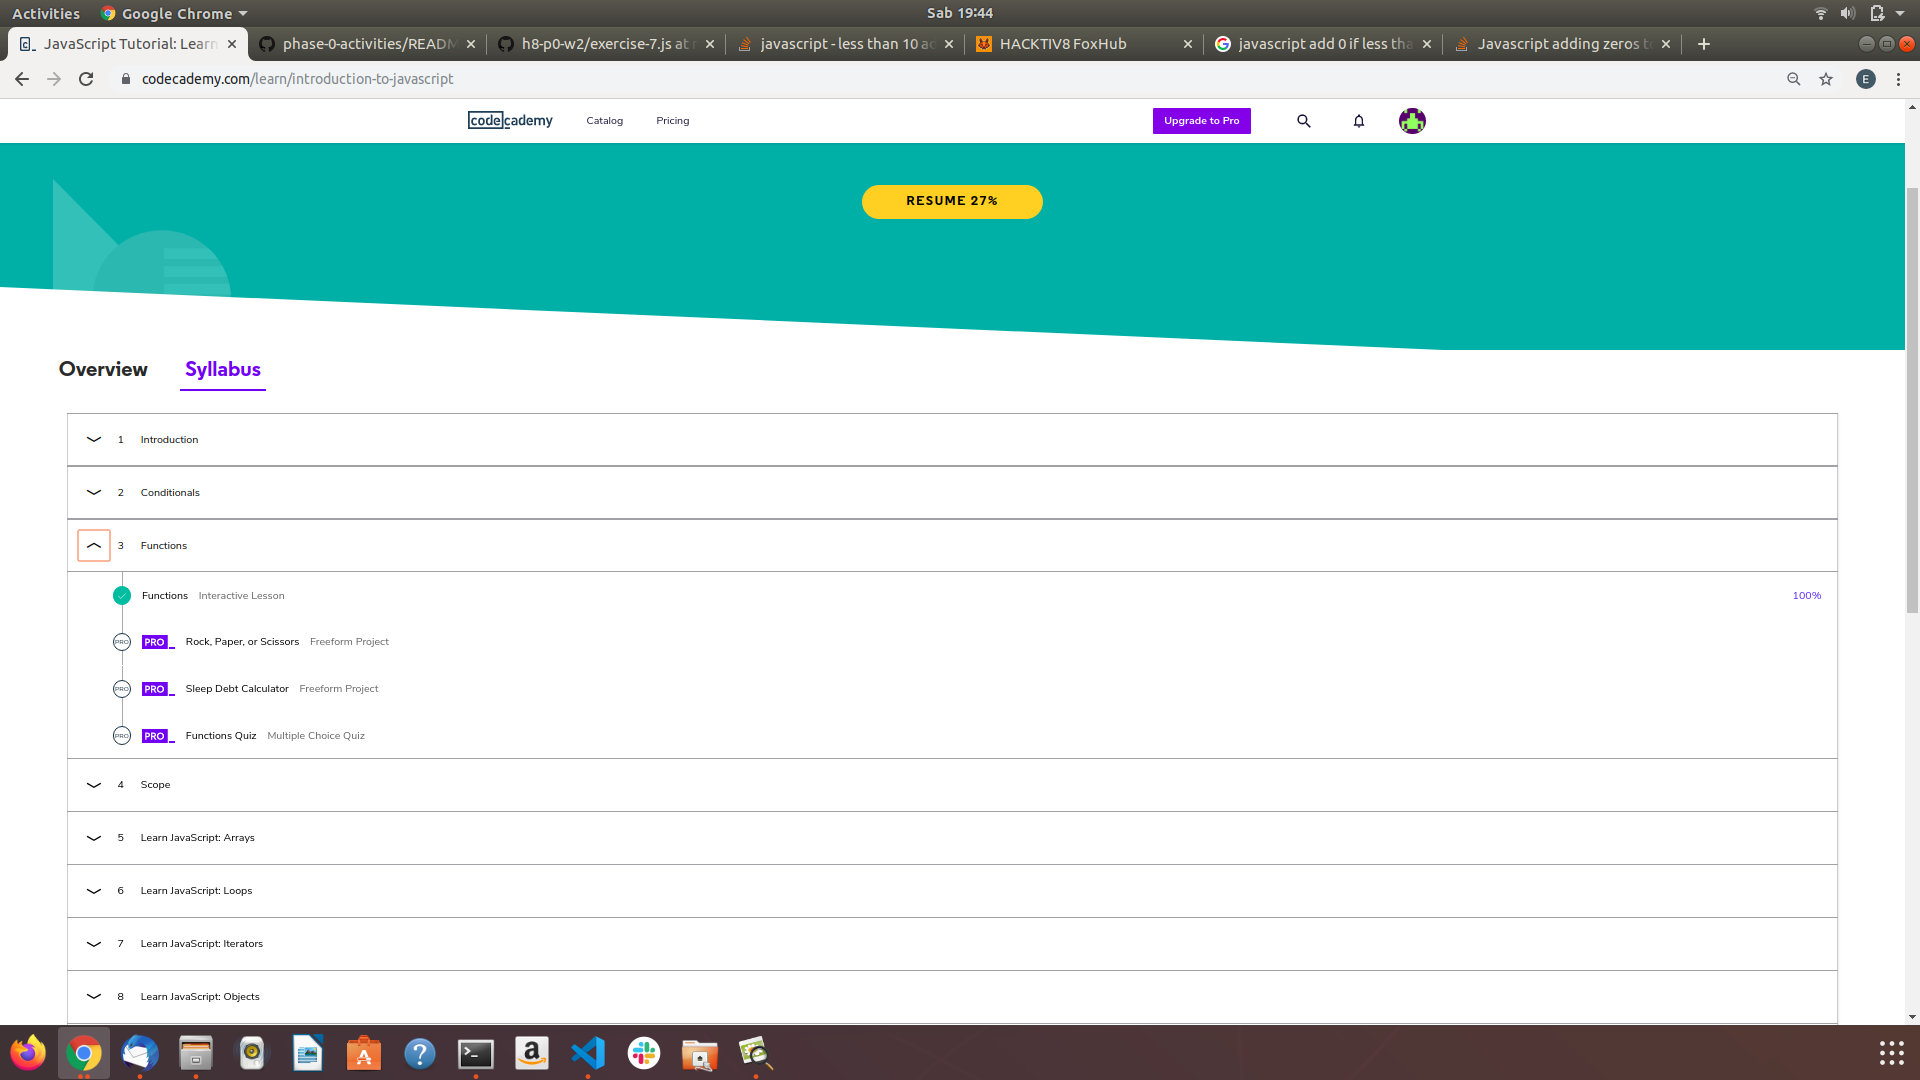 Activities Google Chrome Sab 19:44
JavaScript Tutorial: Learn phase-0-activities/READM h8-p0-w2/exercise-7.js at javascript - less than 10 ad HACKTIV8 FoxHub javascript add 0 if less tha Javascript adding zeros t
codecademy.com/learn/introduction-to-javascript E
codecademy Catalog Pricing Upgrade to Pro
RESUME 27%
Overview Syllabus
1 Introduction
2 Conditionals
3 Functions
Functions Interactive Lesson 100%
PRO PRO_ Rock, Paper, or Scissors Freeform Project
PRO PRO_ Sleep Debt Calculator Freeform Project
PRO PRO_ Functions Quiz Multiple Choice Quiz
4 Scope
5 Learn JavaScript: Arrays
6 Learn JavaScript: Loops
7 Learn JavaScript: Iterators
8 Learn JavaScript: Objects